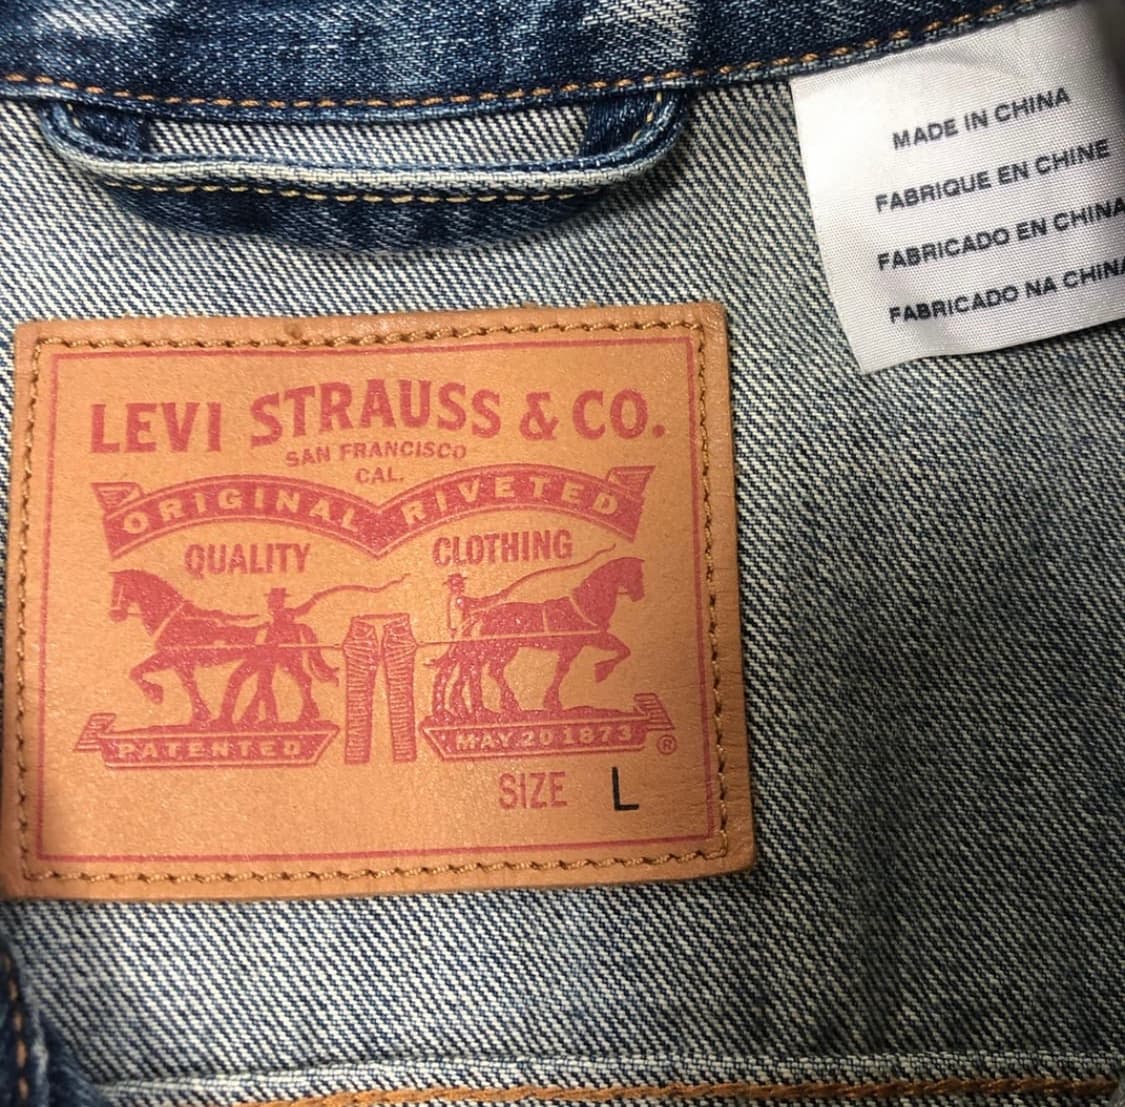 MADE IN CHINA
FABRIQUE EN CHINE
FABRICADO EN CHINA
FABRICADO NA CHINA
LEVI STRAUSS & CO.
SAN FRANCISCO
CAL.
ORIGINAL RIVETED
QUALITY CLOTHING
PATENTED MAY 20 1873 ®
SIZE L